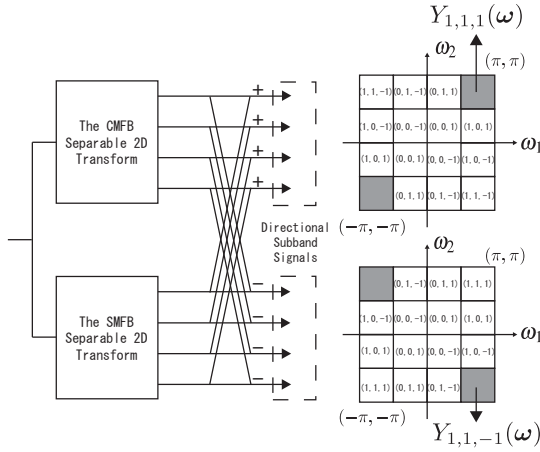 Y₁,₁,₁(ω)
ω₂
(π, π)
+
+
+
+
The CMFB
Separable 2D
Transform
(1,1,-1) (0,1,-1) (0,1,1)
(1,0,-1) (0,0,-1) (0,0,1) (1,0,1)
ω₁
(1,0,1) (0,0,1) (0,0,-1) (1,0,-1)
(0,1,1) (0,1,-1) (1,1,-1)
(−π, −π)
Directional
Subband
Signals
ω₂
(π, π)
−
−
−
−
The SMFB
Separable 2D
Transform
(0,1,-1) (0,1,1) (1,1,1)
(1,0,-1) (0,0,-1) (0,0,1) (1,0,1)
ω₁
(1,0,1) (0,0,1) (0,0,-1) (1,0,-1)
(1,1,1) (0,1,1) (0,1,-1)
(−π, −π)
Y₁,₁,₋₁(ω)